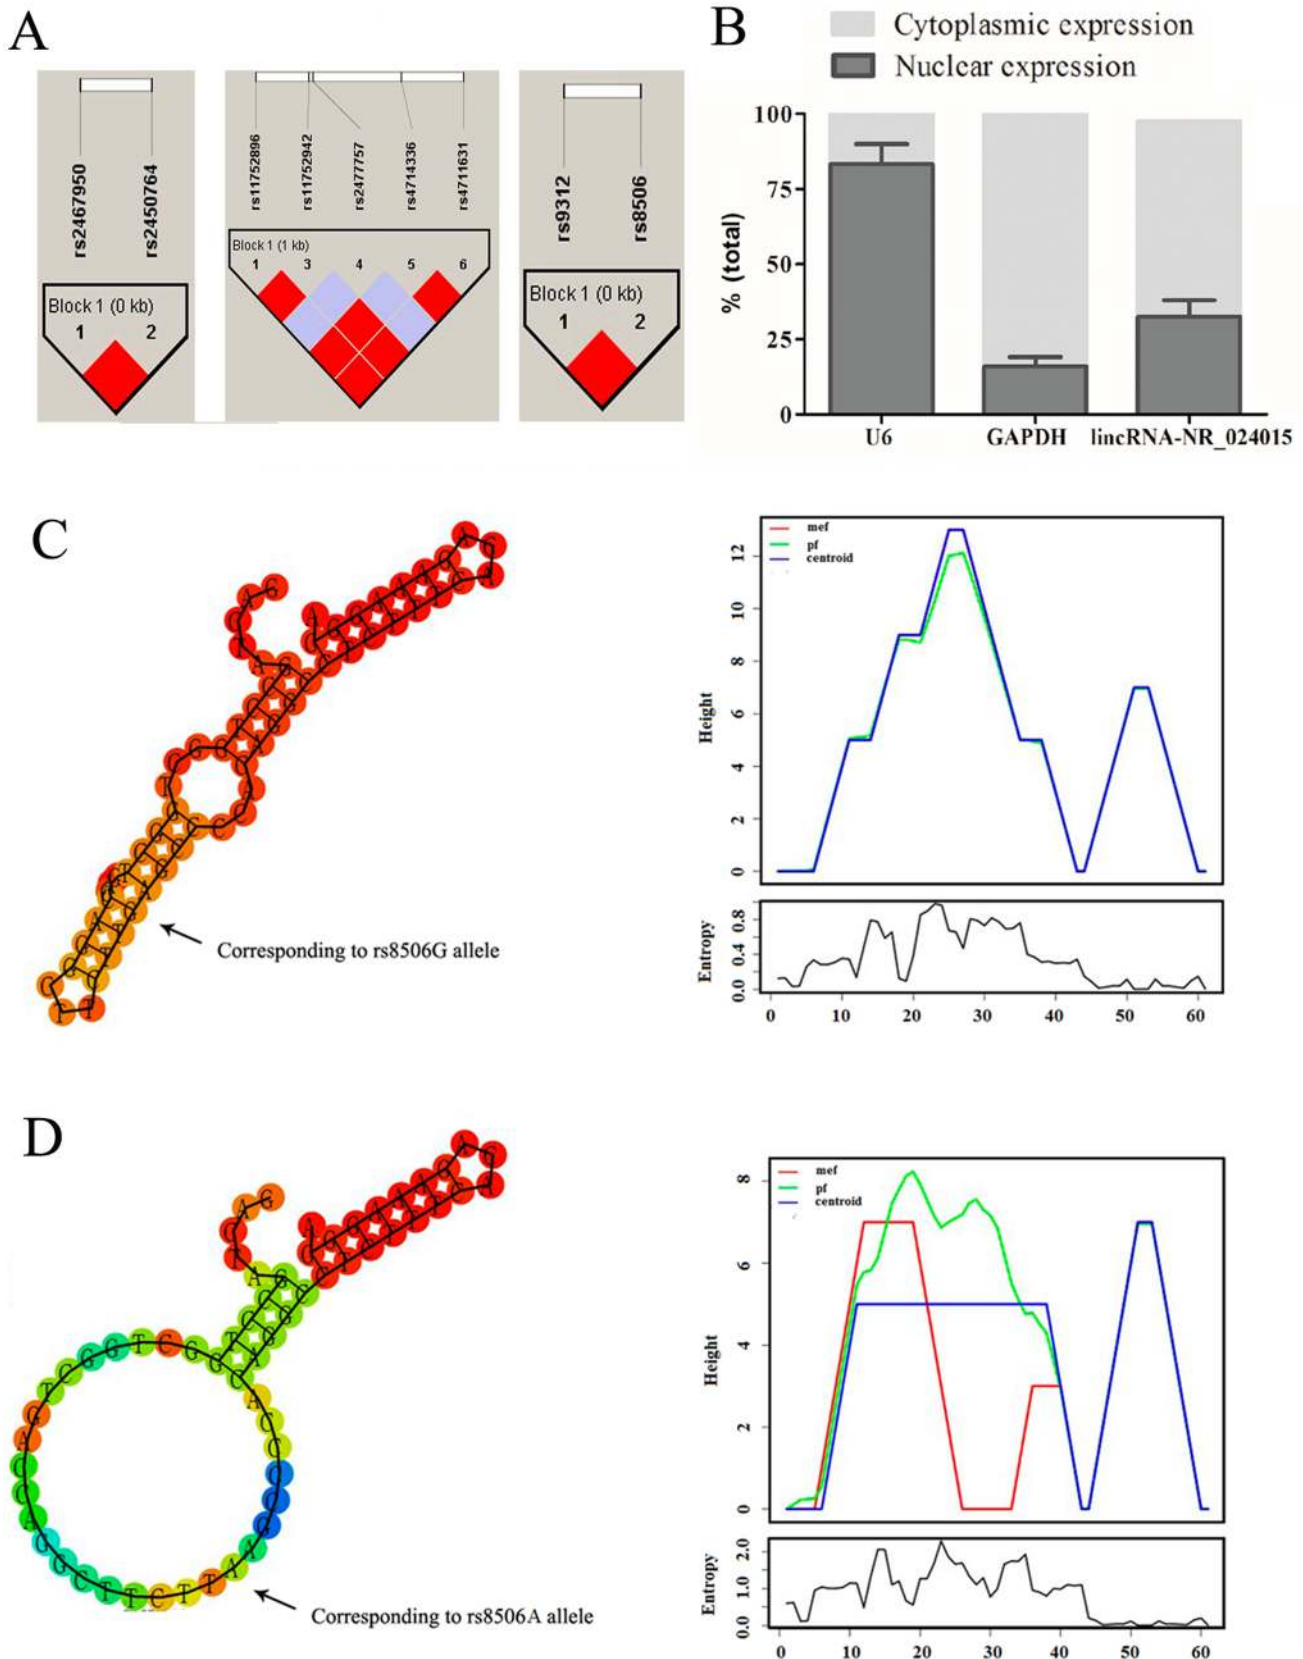 A
rs2467950
rs2450764
Block 1 (0 kb)
1 2
rs11752896
rs11752942
rs2477757
rs4714336
rs4711631
Block 1 (1 kb)
1 3 4 5 6
rs9312
rs8506
Block 1 (0 kb)
1 2
B
Cytoplasmic expression
Nuclear expression
% (total)
100
75
50
25
0
U6 GAPDH lincRNA-NR_024015
C
Corresponding to rs8506G allele
mef
pf
centroid
Height
12
10
8
6
4
2
0
Entropy
0.8
0.4
0.0
0 10 20 30 40 50 60
D
Corresponding to rs8506A allele
mef
pf
centroid
Height
8
6
4
2
0
Entropy
2.0
1.0
0.0
0 10 20 30 40 50 60